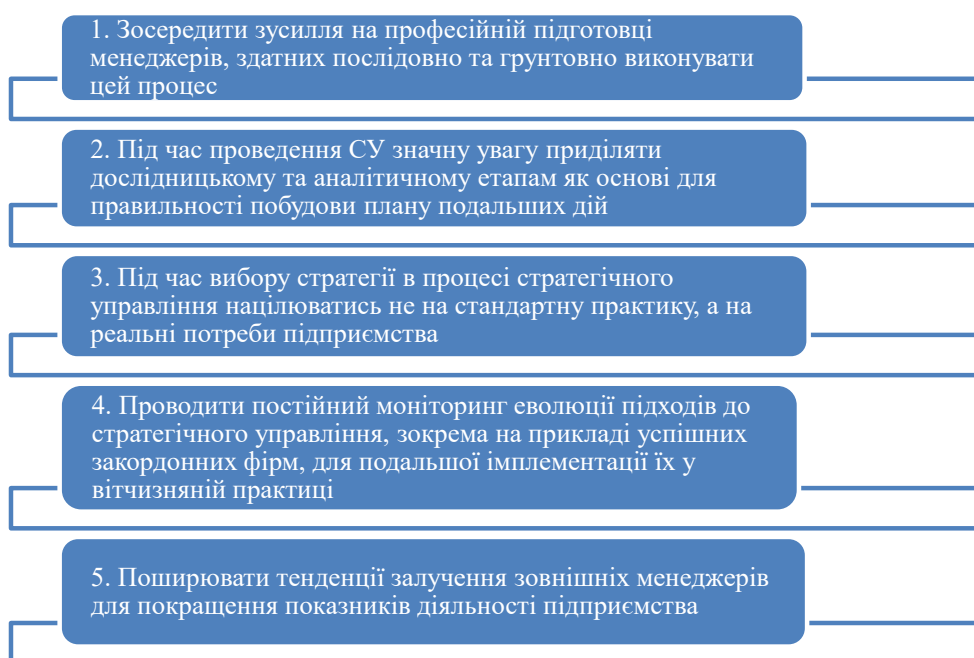 1. Зосередити зусилля на професійній підготовці
менеджерів, здатних послідовно та грунтовно виконувати
цей процес
2. Під час проведення СУ значну увагу приділяти
дослідницькому та аналітичному етапам як основі для
правильності побудови плану подальших дій
3. Під час вибору стратегії в процесі стратегічного
управління націлюватись не на стандартну практику, а на
реальні потреби підприємства
4. Проводити постійний моніторинг еволюції підходів до
стратегічного управління, зокрема на прикладі успішних
закордонних фірм, для подальшої імплементації їх у
вітчизняній практиці
5. Поширювати тенденції залучення зовнішніх менеджерів
для покращення показників діяльності підприємства